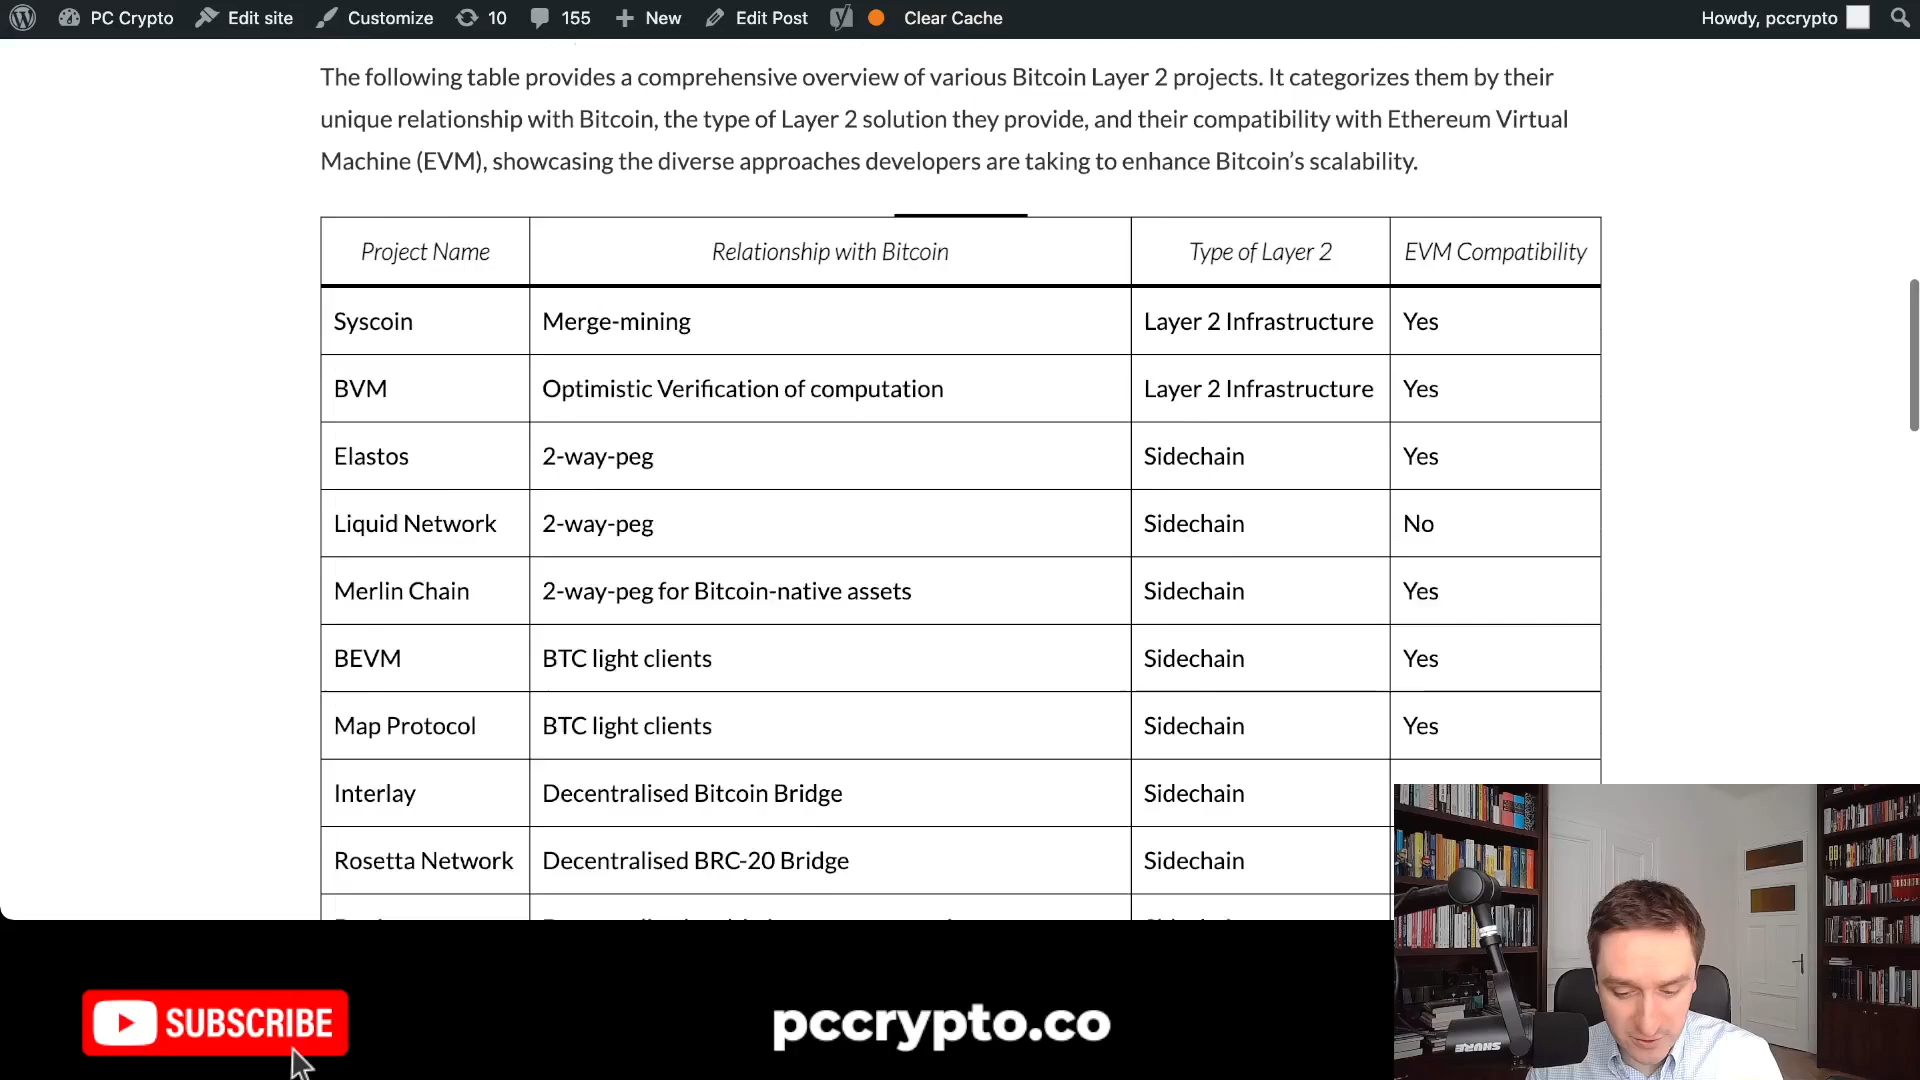 PC Crypto Edit site Customize 10 155 New Edit Post Clear Cache Howdy, pccrypto
The following table provides a comprehensive overview of various Bitcoin Layer 2 projects. It categorizes them by their
unique relationship with Bitcoin, the type of Layer 2 solution they provide, and their compatibility with Ethereum Virtual
Machine (EVM), showcasing the diverse approaches developers are taking to enhance Bitcoin’s scalability.
Project Name Relationship with Bitcoin Type of Layer 2 EVM Compatibility
Syscoin Merge-mining Layer 2 Infrastructure Yes
BVM Optimistic Verification of computation Layer 2 Infrastructure Yes
Elastos 2-way-peg Sidechain Yes
Liquid Network 2-way-peg Sidechain No
Merlin Chain 2-way-peg for Bitcoin-native assets Sidechain Yes
BEVM BTC light clients Sidechain Yes
Map Protocol BTC light clients Sidechain Yes
Interlay Decentralised Bitcoin Bridge Sidechain
Rosetta Network Decentralised BRC-20 Bridge Sidechain
SUBSCRIBE
pccrypto.co
SHURE